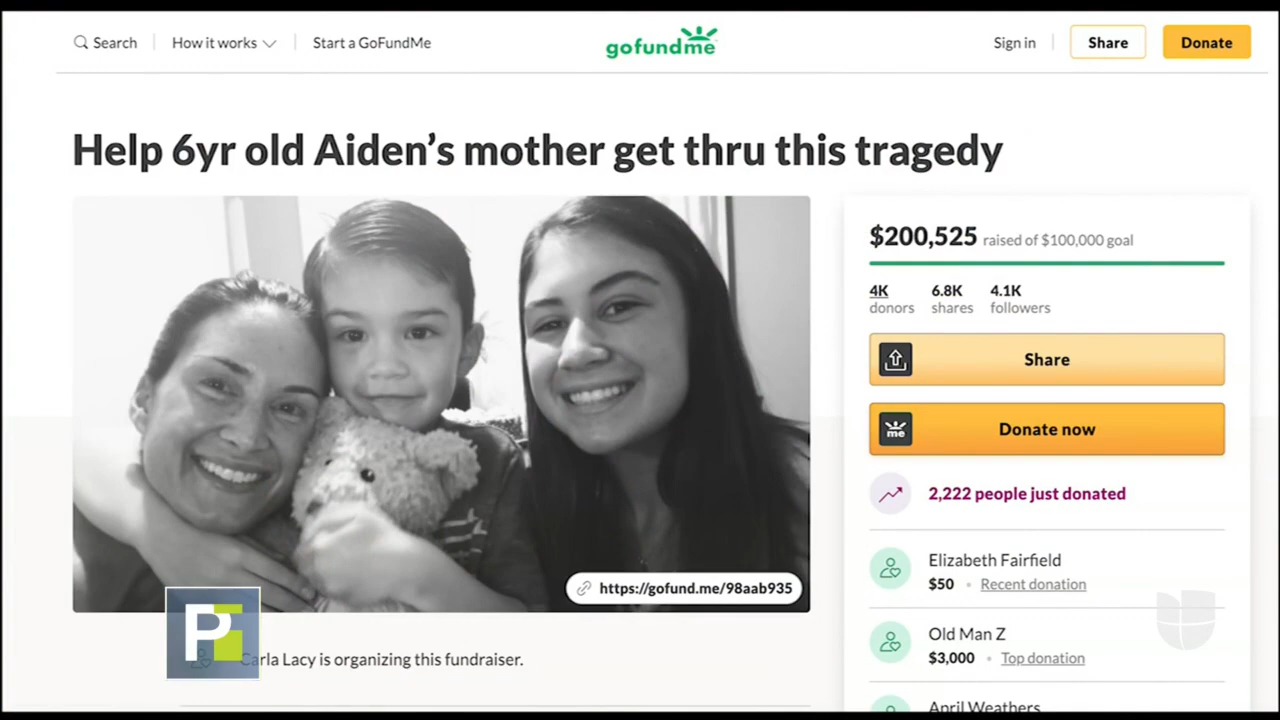 Search
How it works
Start a GoFundMe
gofundme
Sign in
Share
Donate
Help 6yr old Aiden's mother get thru this tragedy
https://gofund.me/98aab935
Carla Lacy is organizing this fundraiser.
$200,525 raised of $100,000 goal
4K 6.8K 4.1K
donors shares followers
Share
me
Donate now
2,222 people just donated
Elizabeth Fairfield
$50 • Recent donation
Old Man Z
$3,000 • Top donation
April Weathers
P